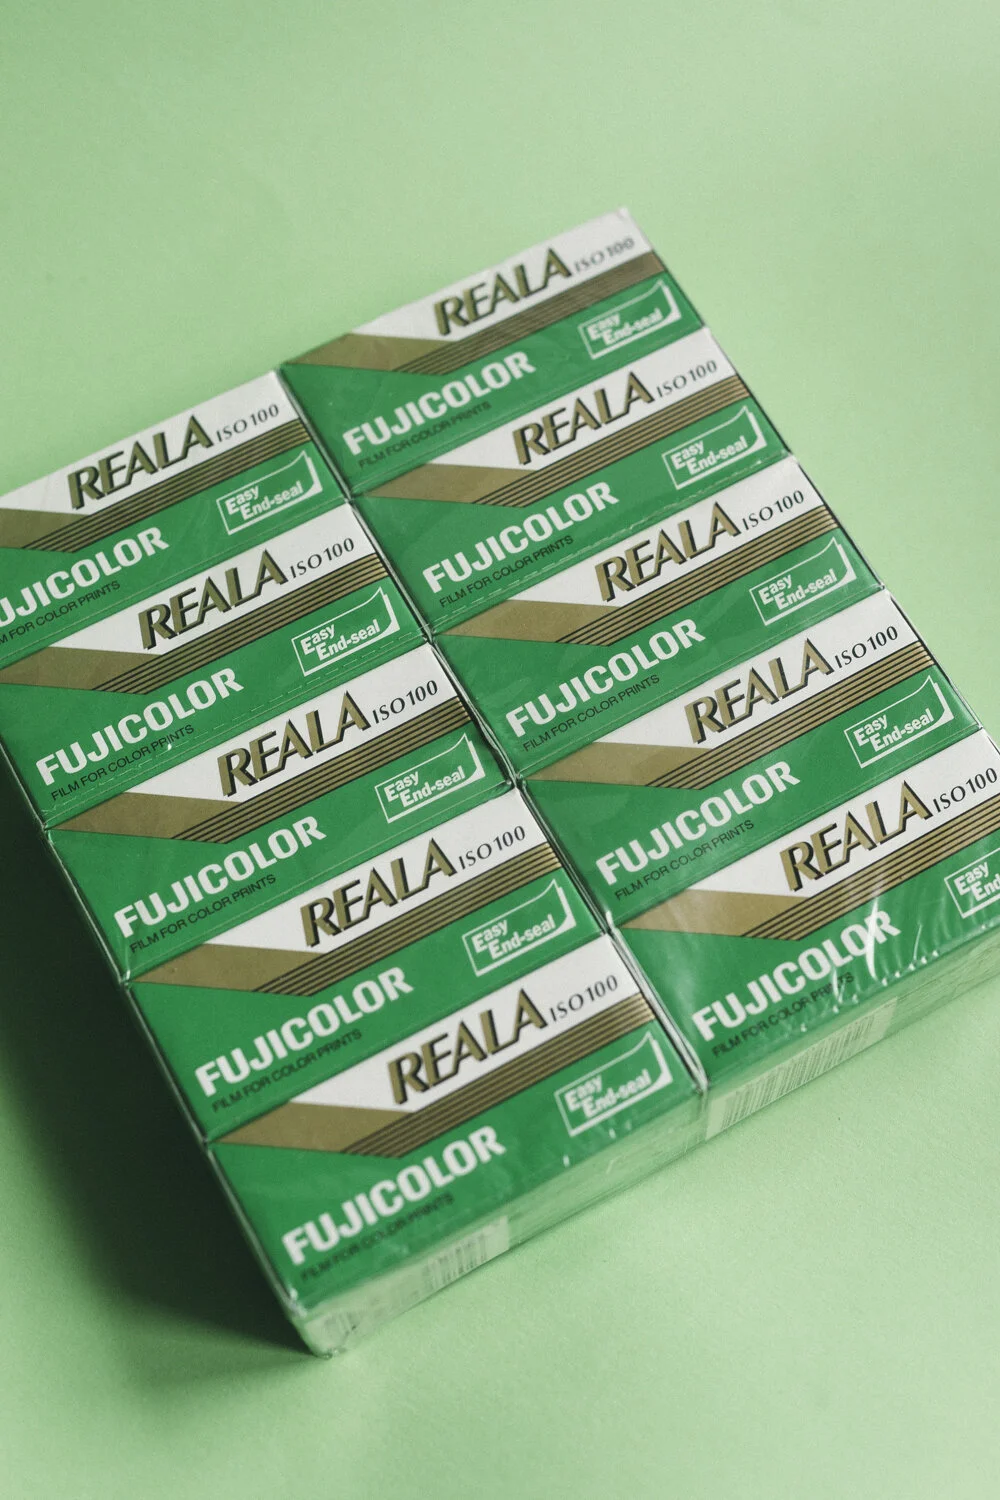 REALA ISO 100
Easy
End-seal
UJICOLOR
M FOR COLOR PRINTS
REALA ISO 100
Easy
End-seal
FUJICOLOR
FILM FOR COLOR PRINTS
REALA ISO 100
Easy
End-seal
FUJICOLOR
FILM FOR COLOR PRINTS
REALA ISO 100
Easy
End-seal
FUJICOLOR
FILM FOR COLOR PRINTS
REALA ISO 100
Easy
End-seal
FUJICOLOR
FILM FOR COLOR PRINTS
REALA ISO 100
Easy
End-seal
FUJICOLOR
FILM FOR COLOR PRINTS
REALA ISO 100
Easy
End-seal
FUJICOLOR
FILM FOR COLOR PRINTS
REALA ISO 100
Easy
End-seal
FUJICOLOR
FILM FOR COLOR PRINTS
REALA ISO 100
Easy
End-seal
FUJICOLOR
FILM FOR COLOR PRINTS
REALA ISO 100
Easy
End
FUJICOLOR
FILM FOR COLOR PRINTS